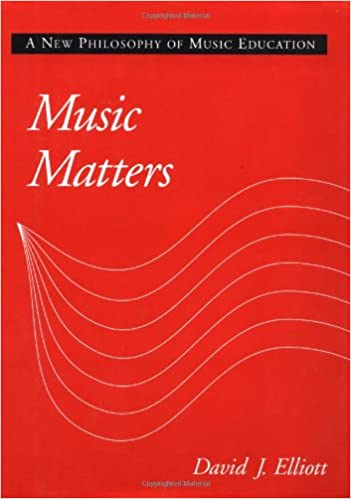 A NEW PHILOSOPHY OF MUSIC EDUCATION
Music
Matters
David J. Elliott